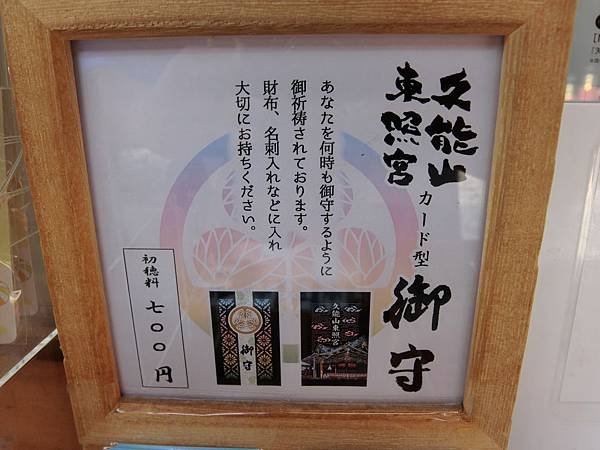 久能山
東照宮
カード型
御守
あなたを何時も御守するように
御祈祷されております。
財布、名刺入れなどに入れ
大切にお持ちください。
初穂料 七〇〇円
御守
久能山東照宮